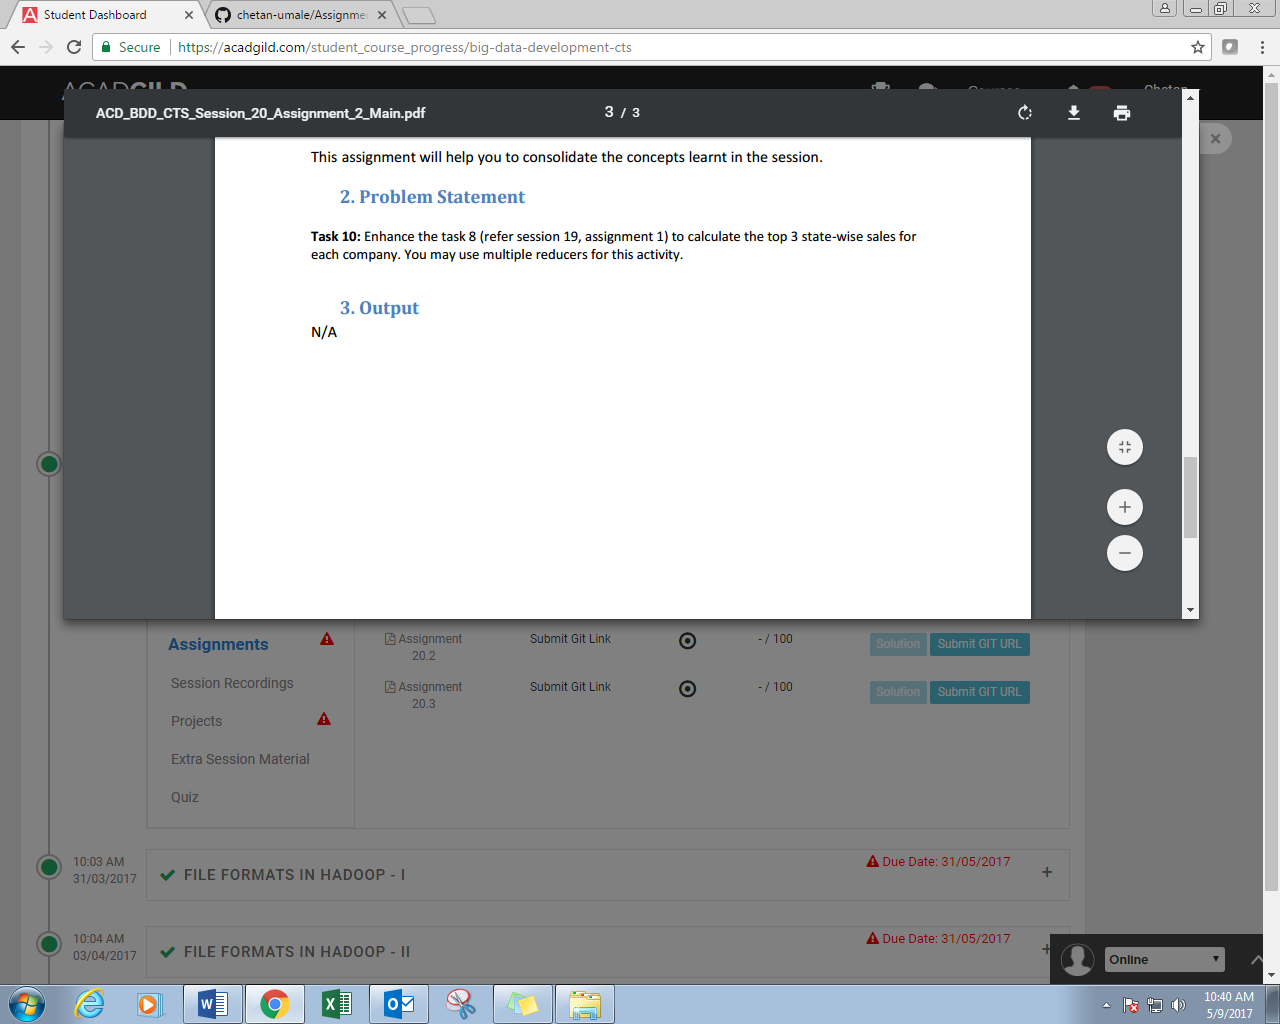 Student Dashboard
chetan-umale/Assignme
Secure
https://acadgild.com/student_course_progress/big-data-development-cts
ACADGILD
Courses
Chetan
ACD_BDD_CTS_Session_20_Assignment_2_Main.pdf
3 / 3
This assignment will help you to consolidate the concepts learnt in the session.
2. Problem Statement
Task 10: Enhance the task 8 (refer session 19, assignment 1) to calculate the top 3 state-wise sales for
each company. You may use multiple reducers for this activity.
3. Output
N/A
Assignments
Session Recordings
Projects
Extra Session Material
Quiz
Assignment
20.2
Submit Git Link
- / 100
Solution
Submit GIT URL
Assignment
20.3
Submit Git Link
- / 100
Solution
Submit GIT URL
10:03 AM
31/03/2017
FILE FORMATS IN HADOOP - I
Due Date: 31/05/2017
10:04 AM
03/04/2017
FILE FORMATS IN HADOOP - II
Due Date: 31/05/2017
Online
10:40 AM
5/9/2017